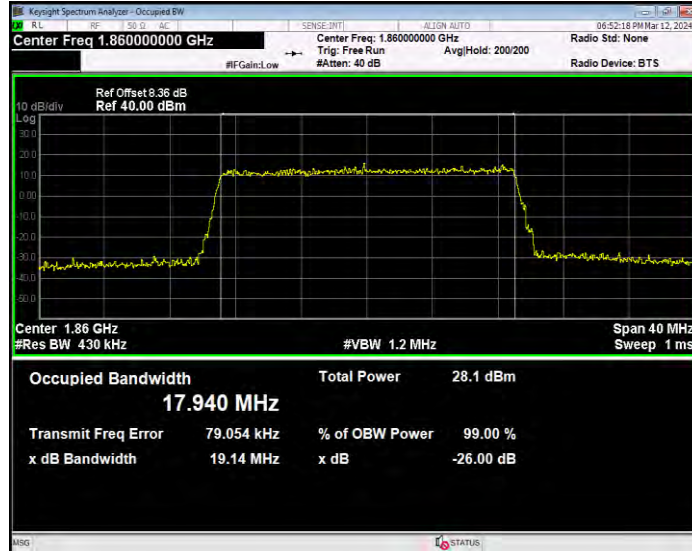 Keysight Spectrum Analyzer - Occupied BW
RL RF 50 Ω AC SENSE:INT ALIGN AUTO 06:52:18 PM Mar 12, 2024
Center Freq 1.860000000 GHz Center Freq: 1.860000000 GHz Radio Std: None
Trig: Free Run Avg|Hold: 200/200
#IFGain:Low #Atten: 40 dB Radio Device: BTS
Ref Offset 8.36 dB
10 dB/div Ref 40.00 dBm
Log
30.0
20.0
10.0
0.00
-10.0
-20.0
-30.0
-40.0
-50.0
Center 1.86 GHz Span 40 MHz
#Res BW 430 kHz #VBW 1.2 MHz Sweep 1 ms
Occupied Bandwidth Total Power 28.1 dBm
17.940 MHz
Transmit Freq Error 79.054 kHz % of OBW Power 99.00 %
x dB Bandwidth 19.14 MHz x dB -26.00 dB
MSG STATUS